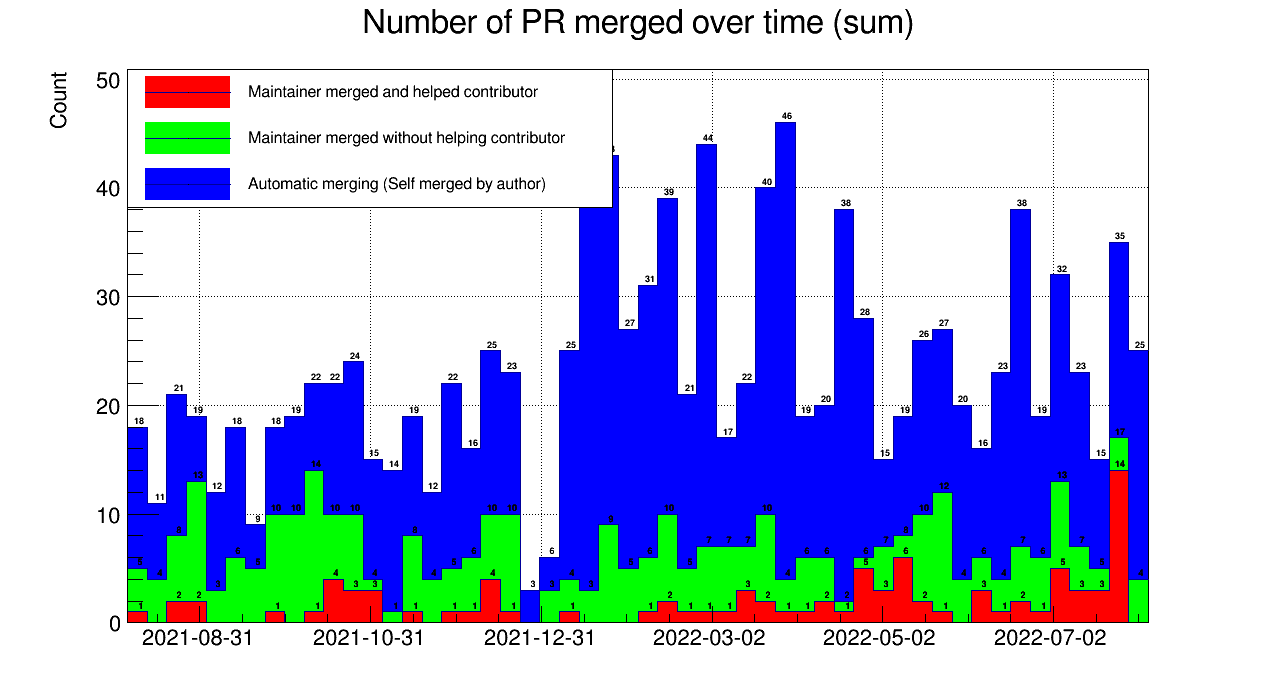 Number of PR merged over time (sum)
Count
50
40
30
20
10
0
Maintainer merged and helped contributor
Maintainer merged without helping contributor
Automatic merging (Self merged by author)
18 11 21 19 12 18 9 18 19 22 22 24 15 14 19 12 22 16 25 23 3 6 25 27 31 39 21 44 17 22 40 46 19 20 38 28 15 19 26 27 20 16 23 38 19 32 23 15 35 25
5 4 8 13 3 6 5 10 10 14 10 10 4 1 8 4 5 6 10 10 3 4 3 9 5 6 10 5 7 7 7 10 4 6 6 2 6 7 8 10 12 4 6 4 7 6 13 7 5 17 4
1 2 2 1 1 4 3 3 1 1 1 4 1 1 1 2 1 1 1 3 2 1 1 2 1 5 3 6 2 1 3 1 2 1 5 3 3 14
2021-08-31 2021-10-31 2021-12-31 2022-03-02 2022-05-02 2022-07-02